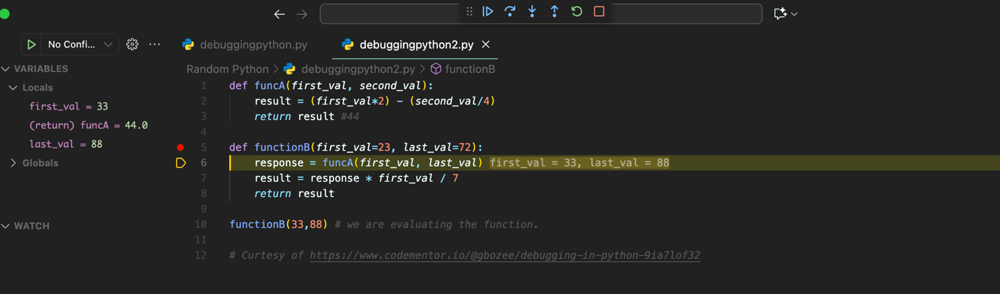 No Confi...
debuggingpython.py
debuggingpython2.py
VARIABLES
Locals
first_val = 33
(return) funcA = 44.0
last_val = 88
Globals
WATCH
Random Python > debuggingpython2.py > functionB
1 def funcA(first_val, second_val):
2 result = (first_val*2) - (second_val/4)
3 return result #44
4
5 def functionB(first_val=23, last_val=72):
6 response = funcA(first_val, last_val) first_val = 33, last_val = 88
7 result = response * first_val / 7
8 return result
9
10 functionB(33,88) # we are evaluating the function.
11
12 # Curtesy of https://www.codementor.io/@gbozee/debugging-in-python-9ia7lof32